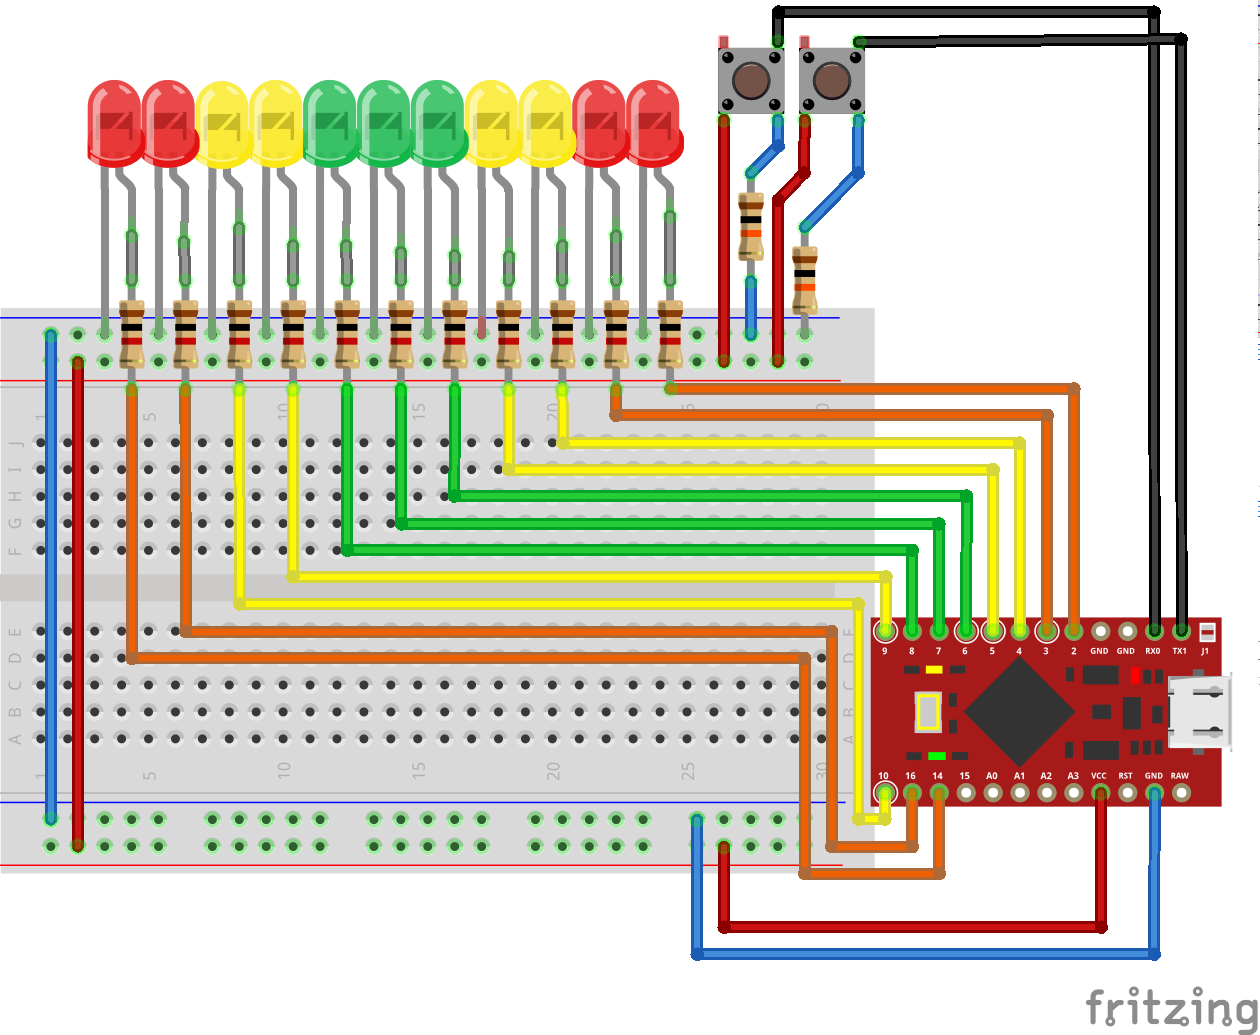 1 5 10 15 20 25 30
J
I
H
G
F
9 8 7 6 5 4 3 2 GND GND RX0 TX1 J1
E E
D D
C C
B B
A A
10 16 14 15 A0 A1 A2 A3 VCC RST GND RAW
1 5 10 15 20 25 30
fritzing